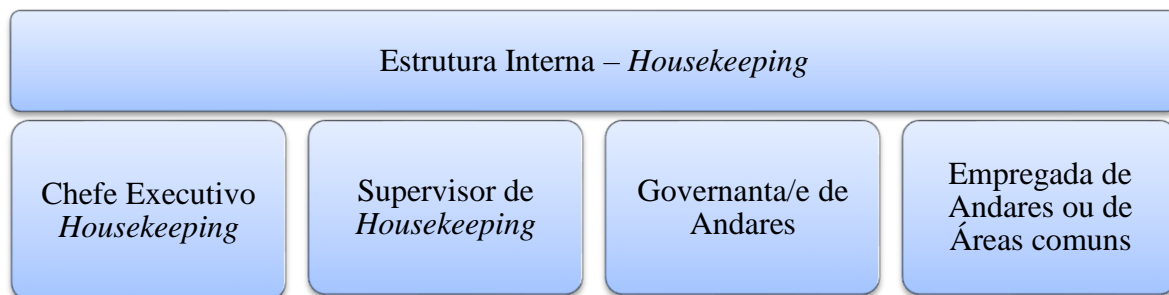 Estrutura Interna – Housekeeping
Chefe Executivo
Housekeeping
Supervisor de
Housekeeping
Governanta/e de
Andares
Empregada de
Andares ou de
Áreas comuns